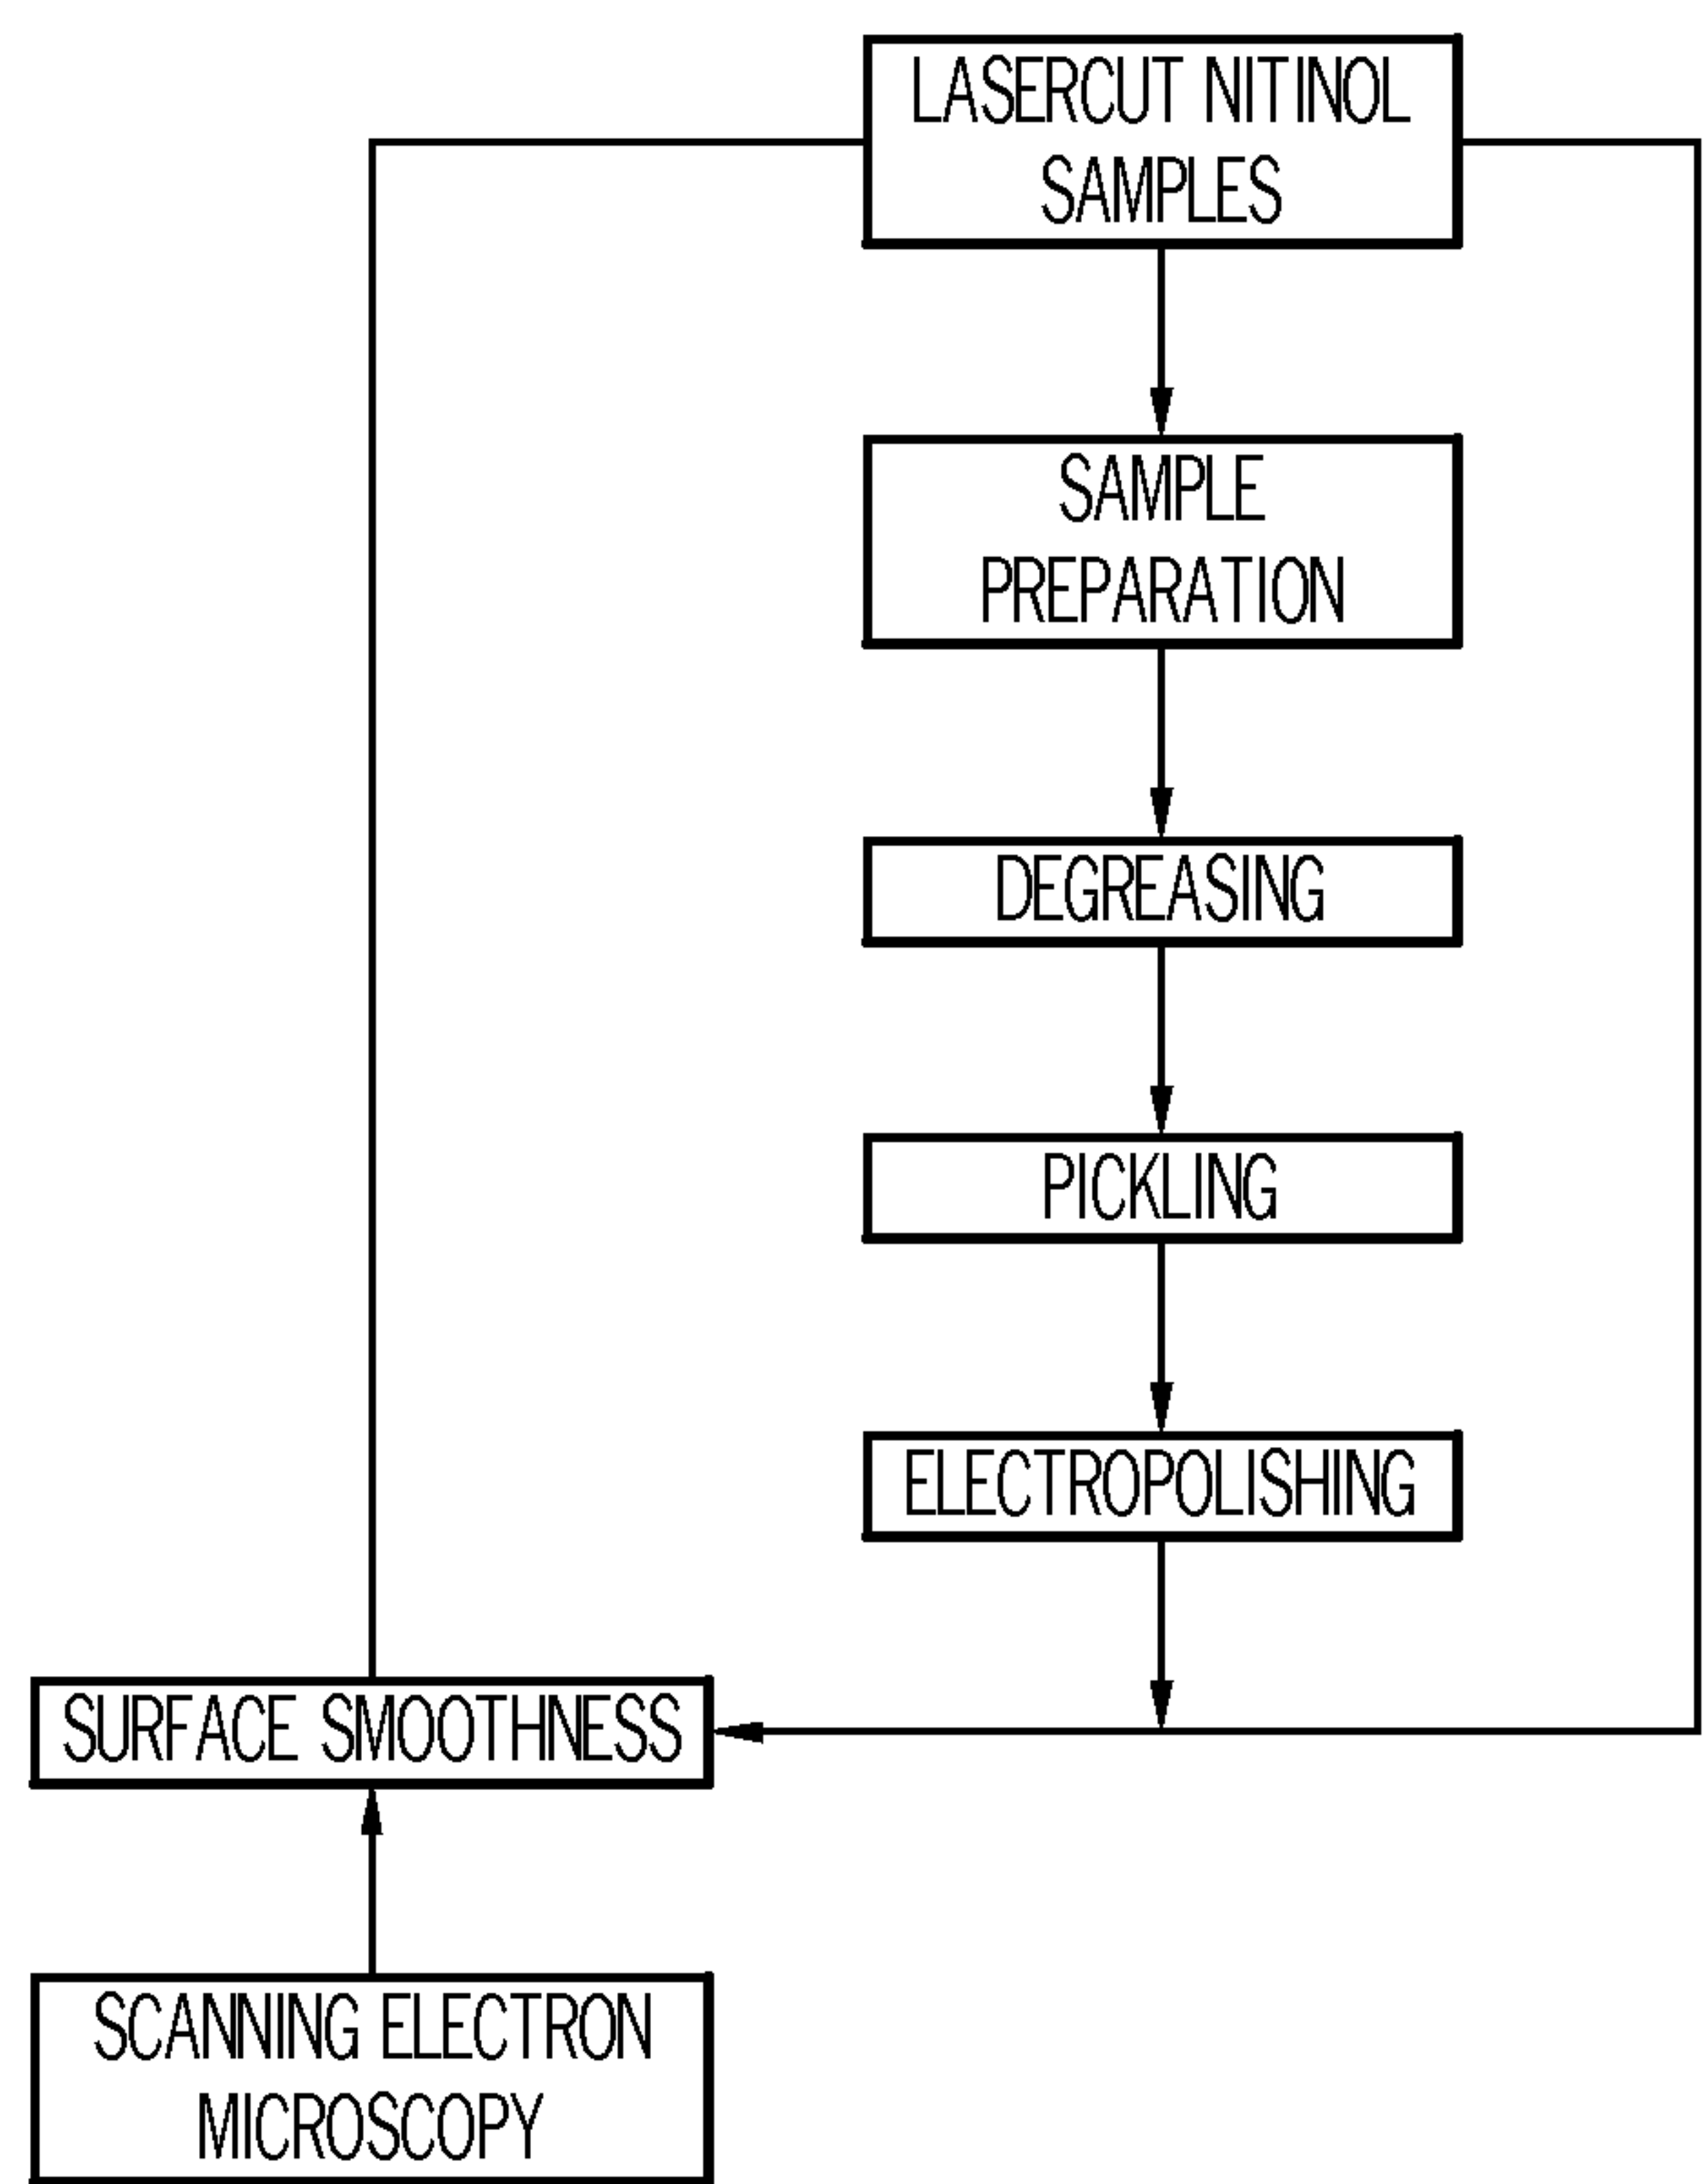 LASERCUT NITINOL
SAMPLES
SAMPLE
PREPARATION
DEGREASING
PICKLING
ELECTROPOLISHING
SURFACE SMOOTHNESS
SCANNING ELECTRON
MICROSCOPY